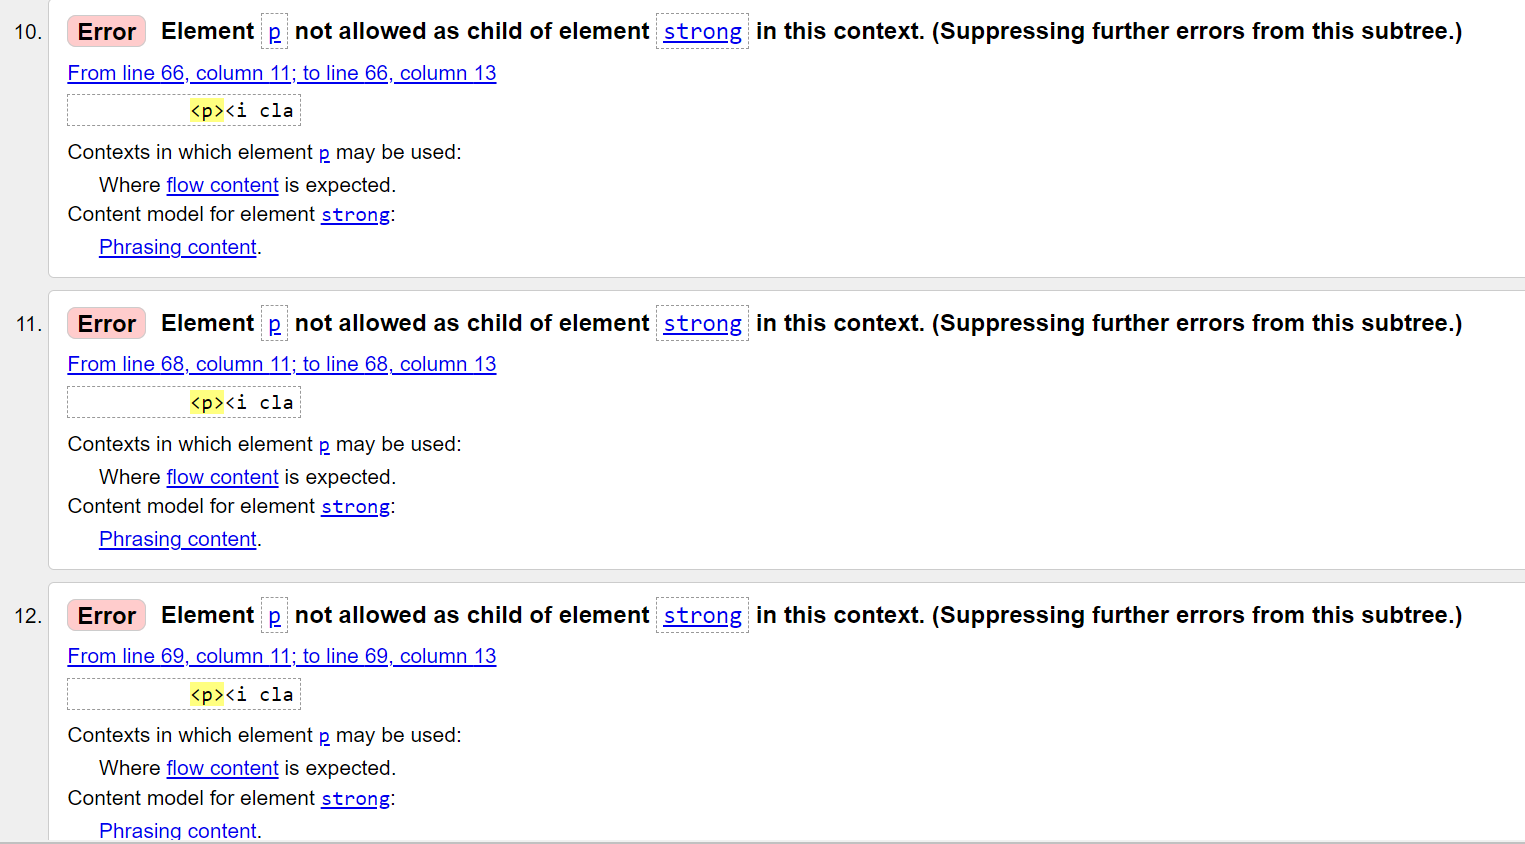 10. Error Element p not allowed as child of element strong in this context. (Suppressing further errors from this subtree.)
From line 66, column 11; to line 66, column 13
<p><i cla
Contexts in which element p may be used:
Where flow content is expected.
Content model for element strong:
Phrasing content.
11. Error Element p not allowed as child of element strong in this context. (Suppressing further errors from this subtree.)
From line 68, column 11; to line 68, column 13
<p><i cla
Contexts in which element p may be used:
Where flow content is expected.
Content model for element strong:
Phrasing content.
12. Error Element p not allowed as child of element strong in this context. (Suppressing further errors from this subtree.)
From line 69, column 11; to line 69, column 13
<p><i cla
Contexts in which element p may be used:
Where flow content is expected.
Content model for element strong:
Phrasing content.